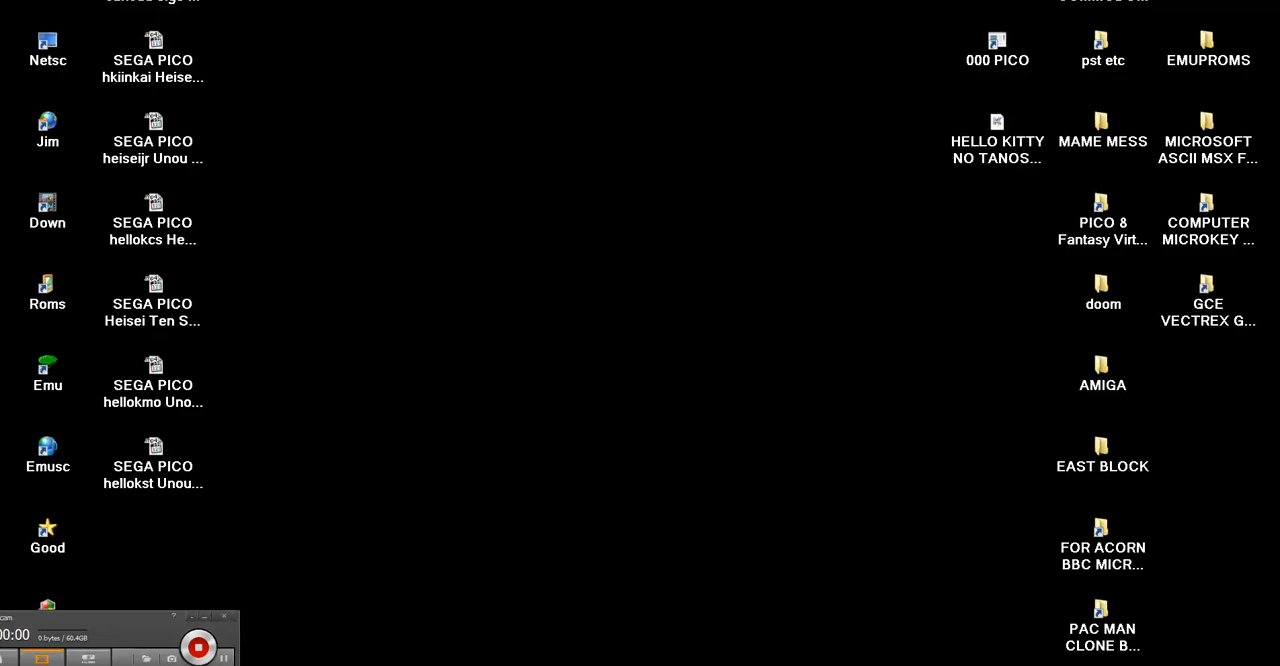 Netsc
SEGA PICO
hkiinkai Heise...
Jim
SEGA PICO
heiseijr Unou ...
Down
SEGA PICO
hellokcs He...
Roms
SEGA PICO
Heisei Ten S...
Emu
SEGA PICO
hellokmo Uno...
Emusc
SEGA PICO
hellokst Unou...
Good
000 PICO
pst etc
EMUPROMS
HELLO KITTY
NO TANOS...
MAME MESS
MICROSOFT
ASCII MSX F...
PICO 8
Fantasy Virt...
COMPUTER
MICROKEY ...
doom
GCE
VECTREX G...
AMIGA
EAST BLOCK
FOR ACORN
BBC MICR...
PAC MAN
CLONE B...
cam
00:00
0 bytes / 60.4GB